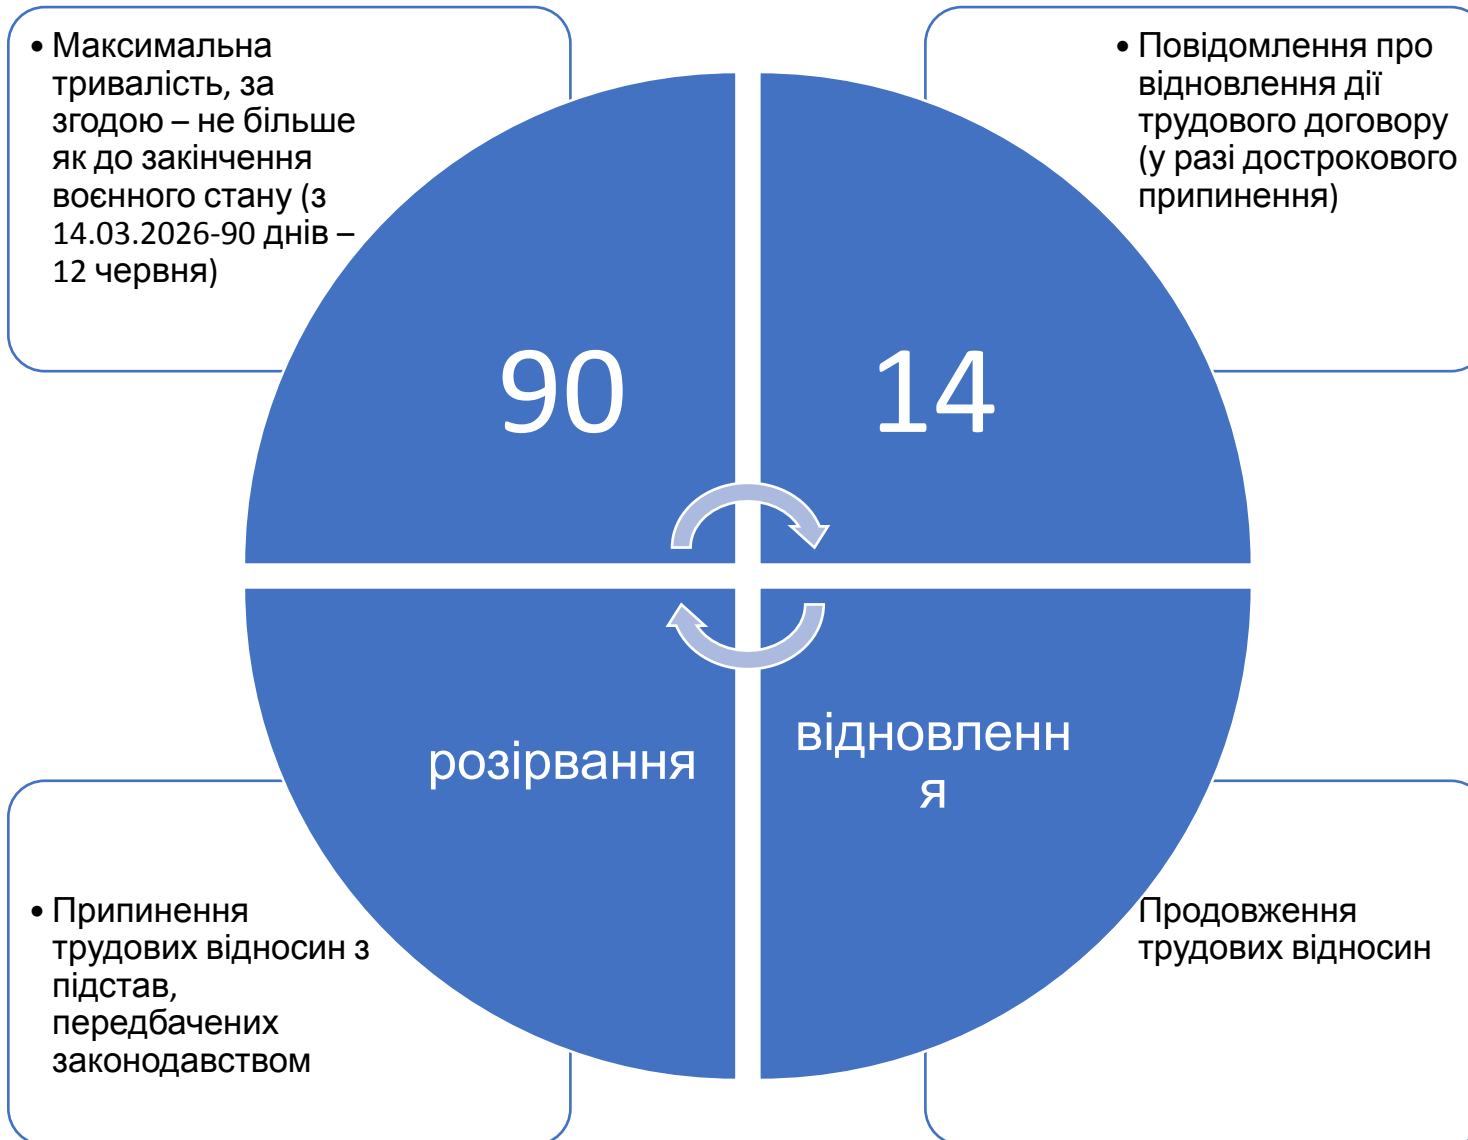 • Максимальна
тривалість, за
згодою – не більше
як до закінчення
воєнного стану (з
14.03.2026-90 днів –
12 червня)
• Повідомлення про
відновлення дії
трудового договору
(у разі дострокового
припинення)
90
14
розірвання
відновленн
я
• Припинення
трудових відносин з
підстав,
передбачених
законодавством
Продовження
трудових відносин